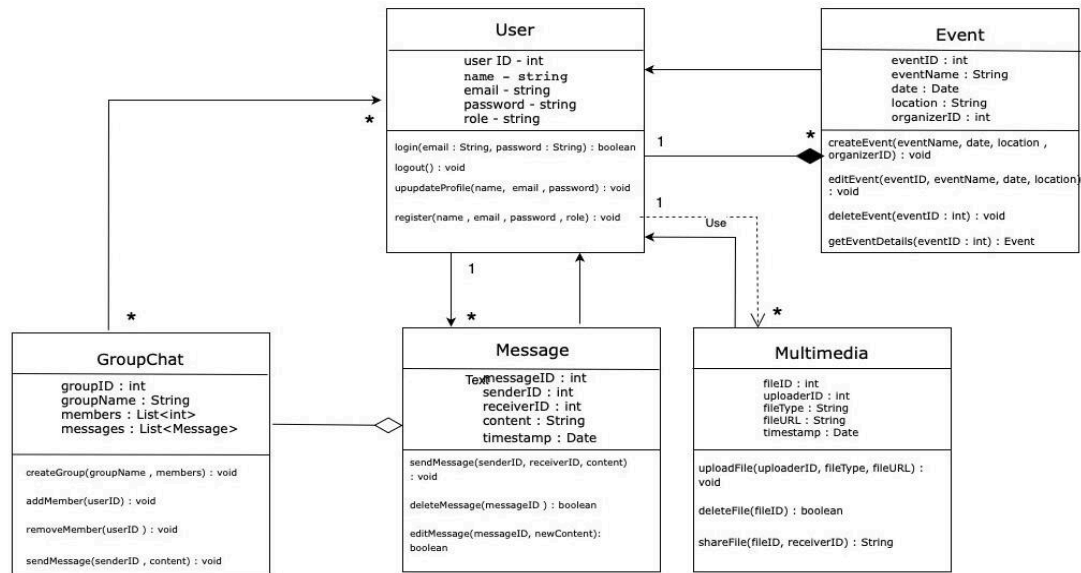 User
user ID - int
name - string
email - string
password - string
role - string
login(email : String, password : String) : boolean
logout() : void
upupdateProfile(name, email , password) : void
register(name , email , password , role) : void
Event
eventID : int
eventName : String
date : Date
location : String
organizerID : int
createEvent(eventName, date, location ,
organizerID) : void
editEvent(eventID, eventName, date, location)
: void
deleteEvent(eventID : int) : void
getEventDetails(eventID : int) : Event
*
1
*
1
Use
1
*
*
*
GroupChat
groupID : int
groupName : String
members : List<int>
messages : List<Message>
createGroup(groupName , members) : void
addMember(userID) : void
removeMember(userID ) : void
sendMessage(senderID , content) : void
Message
Text
messageID : int
senderID : int
receiverID : int
content : String
timestamp : Date
sendMessage(senderID, receiverID, content)
: void
deleteMessage(messageID ) : boolean
editMessage(messageID, newContent):
boolean
Multimedia
fileID : int
uploaderID : int
fileType : String
fileURL : String
timestamp : Date
uploadFile(uploaderID, fileType, fileURL) :
void
deleteFile(fileID) : boolean
shareFile(fileID, receiverID) : String